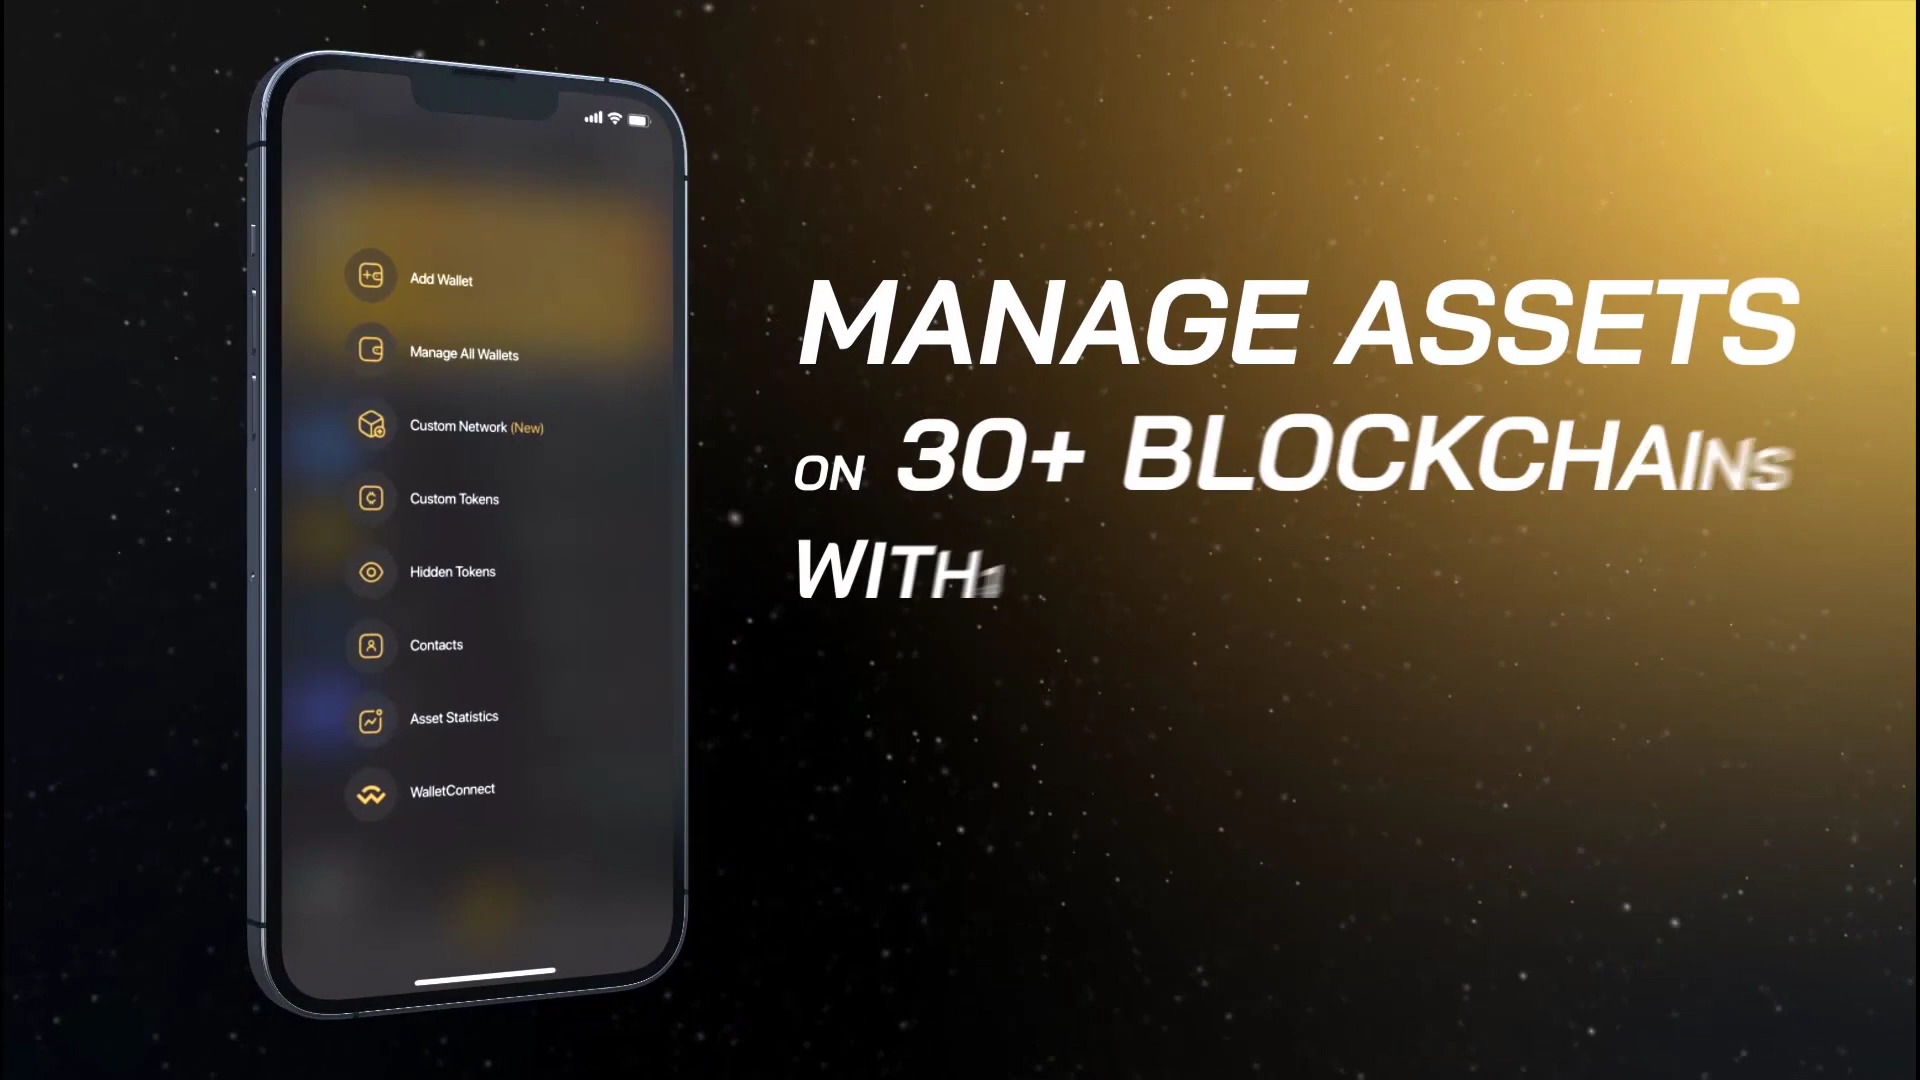 Add Wallet
Manage All Wallets
Custom Network (New)
Custom Tokens
Hidden Tokens
Contacts
Asset Statistics
WalletConnect
MANAGE ASSETS
ON 30+ BLOCKCHAINS
WITH